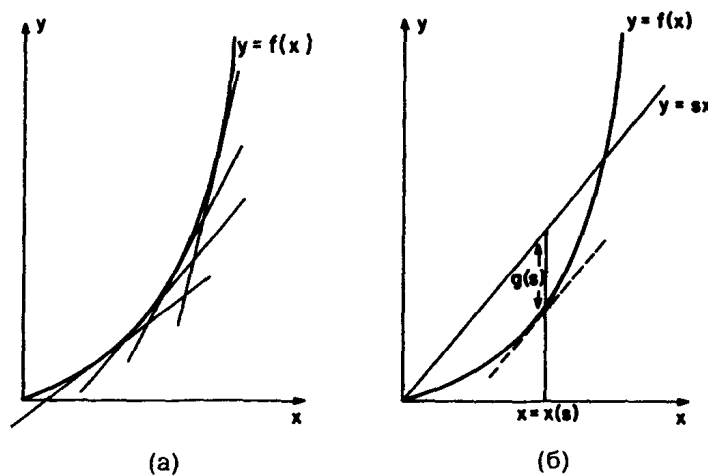 y
y = f(x)
x
(а)
y
y = f(x)
y = sx
g(s)
x = x(s)
x
(б)